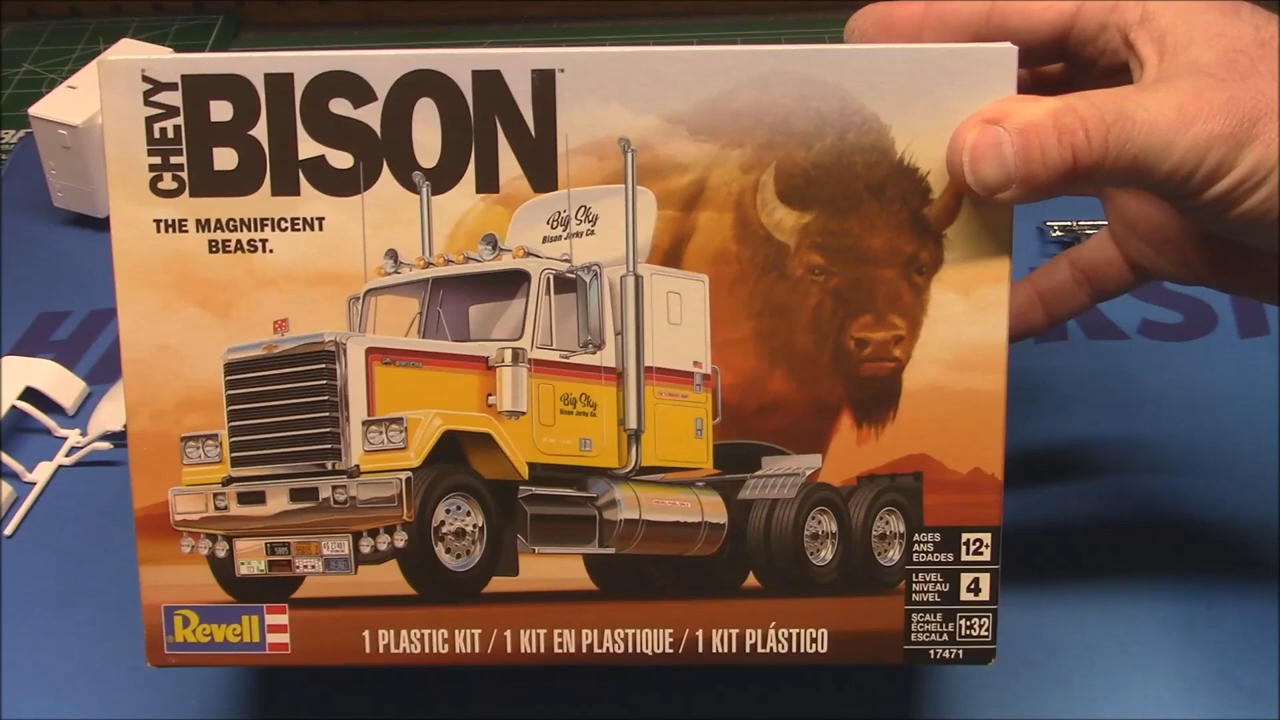 CHEVY
BISON
THE MAGNIFICENT
BEAST.
Big Sky
Bison Jerky Co.
BISON
Big Sky
Bison Jerky Co.
AGES
ANS
EDADES
12+
LEVEL
NIVEAU
NIVEL
4
SCALE
ÉCHELLE
ESCALA
1:32
17471
Revell
1 PLASTIC KIT / 1 KIT EN PLASTIQUE / 1 KIT PLÁSTICO